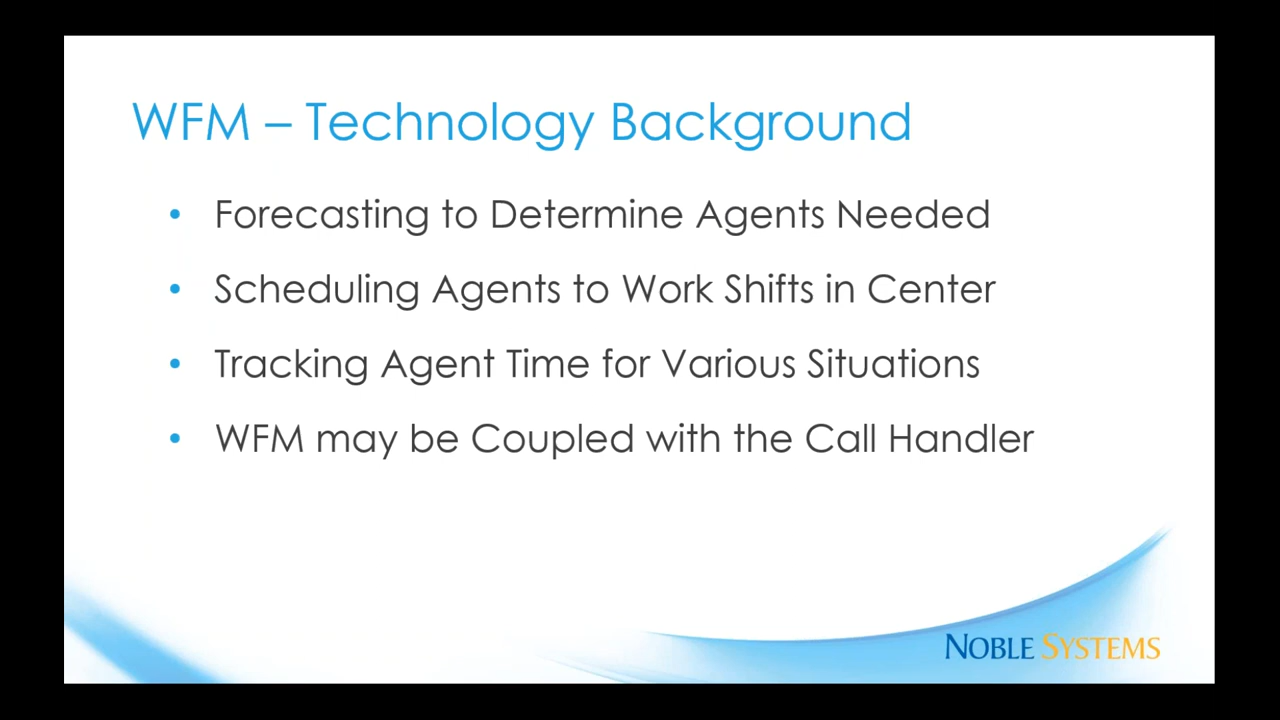 WFM – Technology Background
• Forecasting to Determine Agents Needed
• Scheduling Agents to Work Shifts in Center
• Tracking Agent Time for Various Situations
• WFM may be Coupled with the Call Handler
NOBLE SYSTEMS